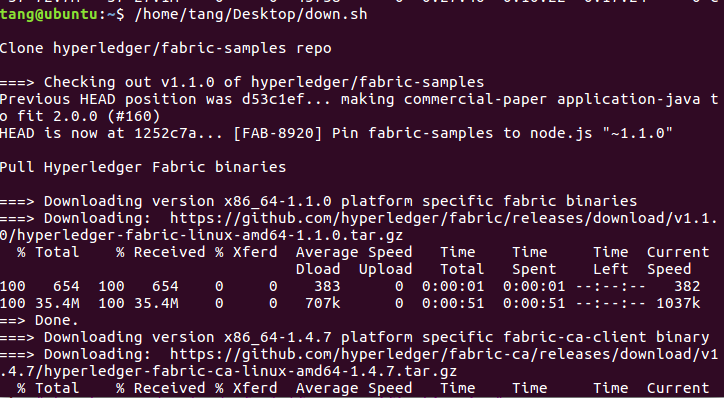 tang@ubuntu:~$ /home/tang/Desktop/down.sh
Clone hyperledger/fabric-samples repo
===> Checking out v1.1.0 of hyperledger/fabric-samples
Previous HEAD position was d53c1ef... making commercial-paper application-java t
o fit 2.0.0 (#160)
HEAD is now at 1252c7a... [FAB-8920] Pin fabric-samples to node.js "~1.1.0"
Pull Hyperledger Fabric binaries
===> Downloading version x86_64-1.1.0 platform specific fabric binaries
===> Downloading:  https://github.com/hyperledger/fabric/releases/download/v1.1.
0/hyperledger-fabric-linux-amd64-1.1.0.tar.gz
  % Total    % Received % Xferd  Average Speed   Time    Time     Time  Current
                                 Dload  Upload   Total   Spent    Left  Speed
100   654  100   654    0     0    383      0  0:00:01  0:00:01 --:--:--   382
100 35.4M  100 35.4M    0     0   707k      0  0:00:51  0:00:51 --:--:-- 1037k
==> Done.
===> Downloading version x86_64-1.4.7 platform specific fabric-ca-client binary
===> Downloading:  https://github.com/hyperledger/fabric-ca/releases/download/v1
.4.7/hyperledger-fabric-ca-linux-amd64-1.4.7.tar.gz
  % Total    % Received % Xferd  Average Speed   Time    Time     Time  Current